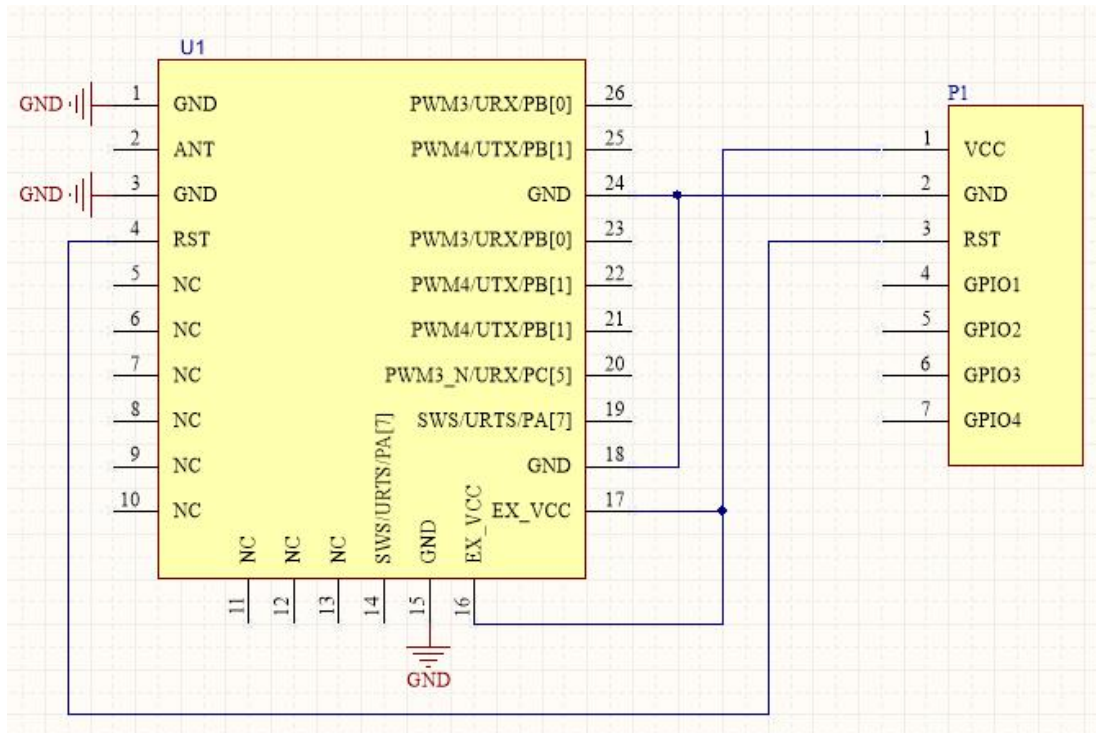 U1
P1
GND 1 GND
PWM3/URX/PB[0] 26
2 ANT
PWM4/UTX/PB[1] 25
1 VCC
GND 3 GND
GND 24
2 GND
4 RST
PWM3/URX/PB[0] 23
3 RST
5 NC
PWM4/UTX/PB[1] 22
4 GPIO1
6 NC
PWM4/UTX/PB[1] 21
5 GPIO2
7 NC
PWM3_N/URX/PC[5] 20
6 GPIO3
8 NC
SWS/URTS/PA[7] 19
7 GPIO4
9 NC
GND 18
10 NC
EX_VCC 17
NC 11
NC 12
NC 13
SWS/URTS/PA[7] 14
GND 15
EX_VCC 16
GND